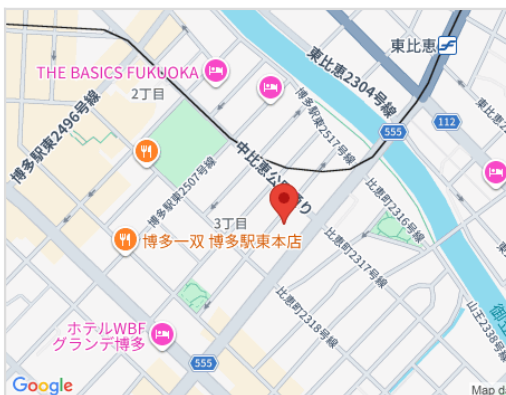 東比恵
THE BASICS FUKUOKA
東比恵2304号線
2丁目
博多駅東2496号線
博多駅東2517号線
555
112
中比恵公
り
博多駅東2507号線
比恵町2316号線
3丁目
博多一双 博多駅東本店
比恵町2317号線
比恵町2318号線
山王2338号線
ホテルWBF
グランデ博多
555
Google
Map da